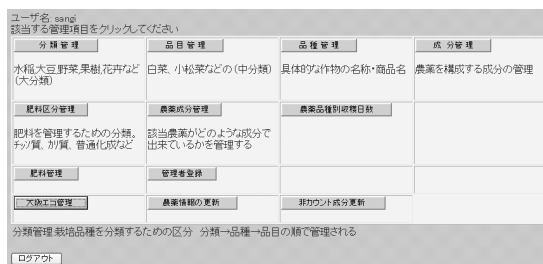 ユーザ名: sangi
該当する管理項目をクリックしてください
分 類 管 理
品 目 管 理
品 種 管 理
成 分 管 理
水稲,大豆,野菜,果樹,花卉など
(大分類)
白菜、小松菜などの(中分類)
具体的な作物の名称・商品名
農薬を構成する成分の管理
肥料区分管理
農薬成分管理
農薬品種別収穫日数
肥料を管理するための分類。
チッソ質、カリ質、普通化成など
該当農薬がどのような成分で
出来ているかを管理する
肥料管理
管理者登録
大阪エコ管理
農薬情報の更新
非カウント成分更新
分類管理:栽培品種を分類するための区分 分類→品種→品目の順で管理される
ログアウト